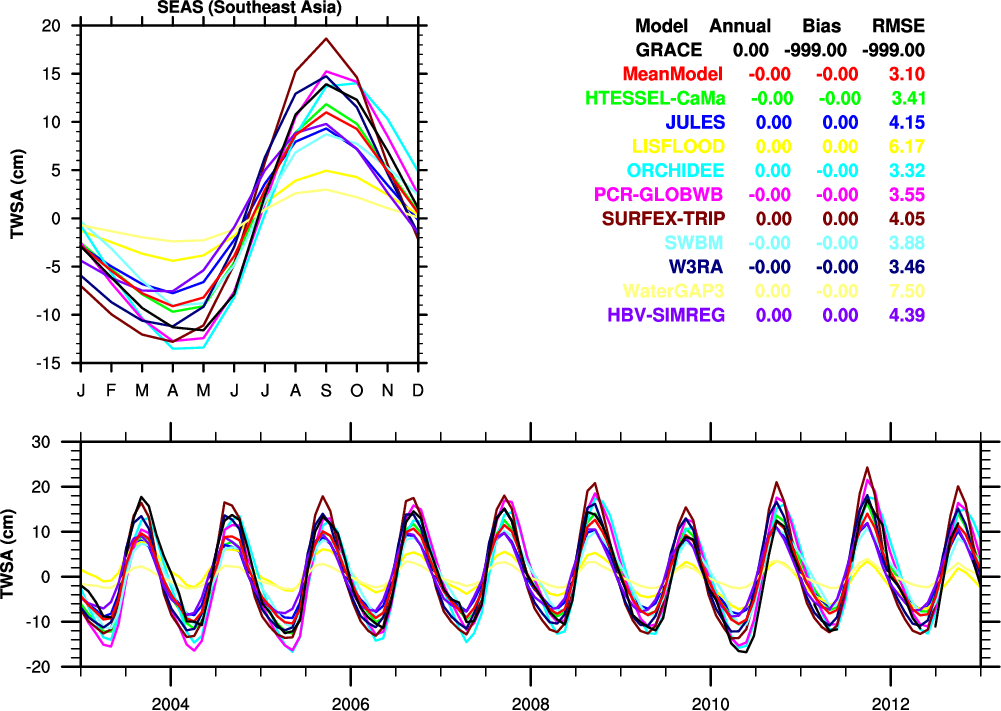 SEAS (Southeast Asia)
20
15
10
5
0
-5
-10
-15
TWSA (cm)
J F M A M J J A S O N D
Model Annual Bias RMSE
GRACE 0.00 -999.00 -999.00
MeanModel -0.00 -0.00 3.10
HTESSEL-CaMa -0.00 -0.00 3.41
JULES 0.00 0.00 4.15
LISFLOOD 0.00 0.00 6.17
ORCHIDEE 0.00 0.00 3.32
PCR-GLOBWB -0.00 -0.00 3.55
SURFEX-TRIP 0.00 0.00 4.05
SWBM -0.00 -0.00 3.88
W3RA -0.00 -0.00 3.46
WaterGAP3 0.00 -0.00 7.50
HBV-SIMREG 0.00 0.00 4.39
30
20
10
0
-10
-20
TWSA (cm)
2004 2006 2008 2010 2012